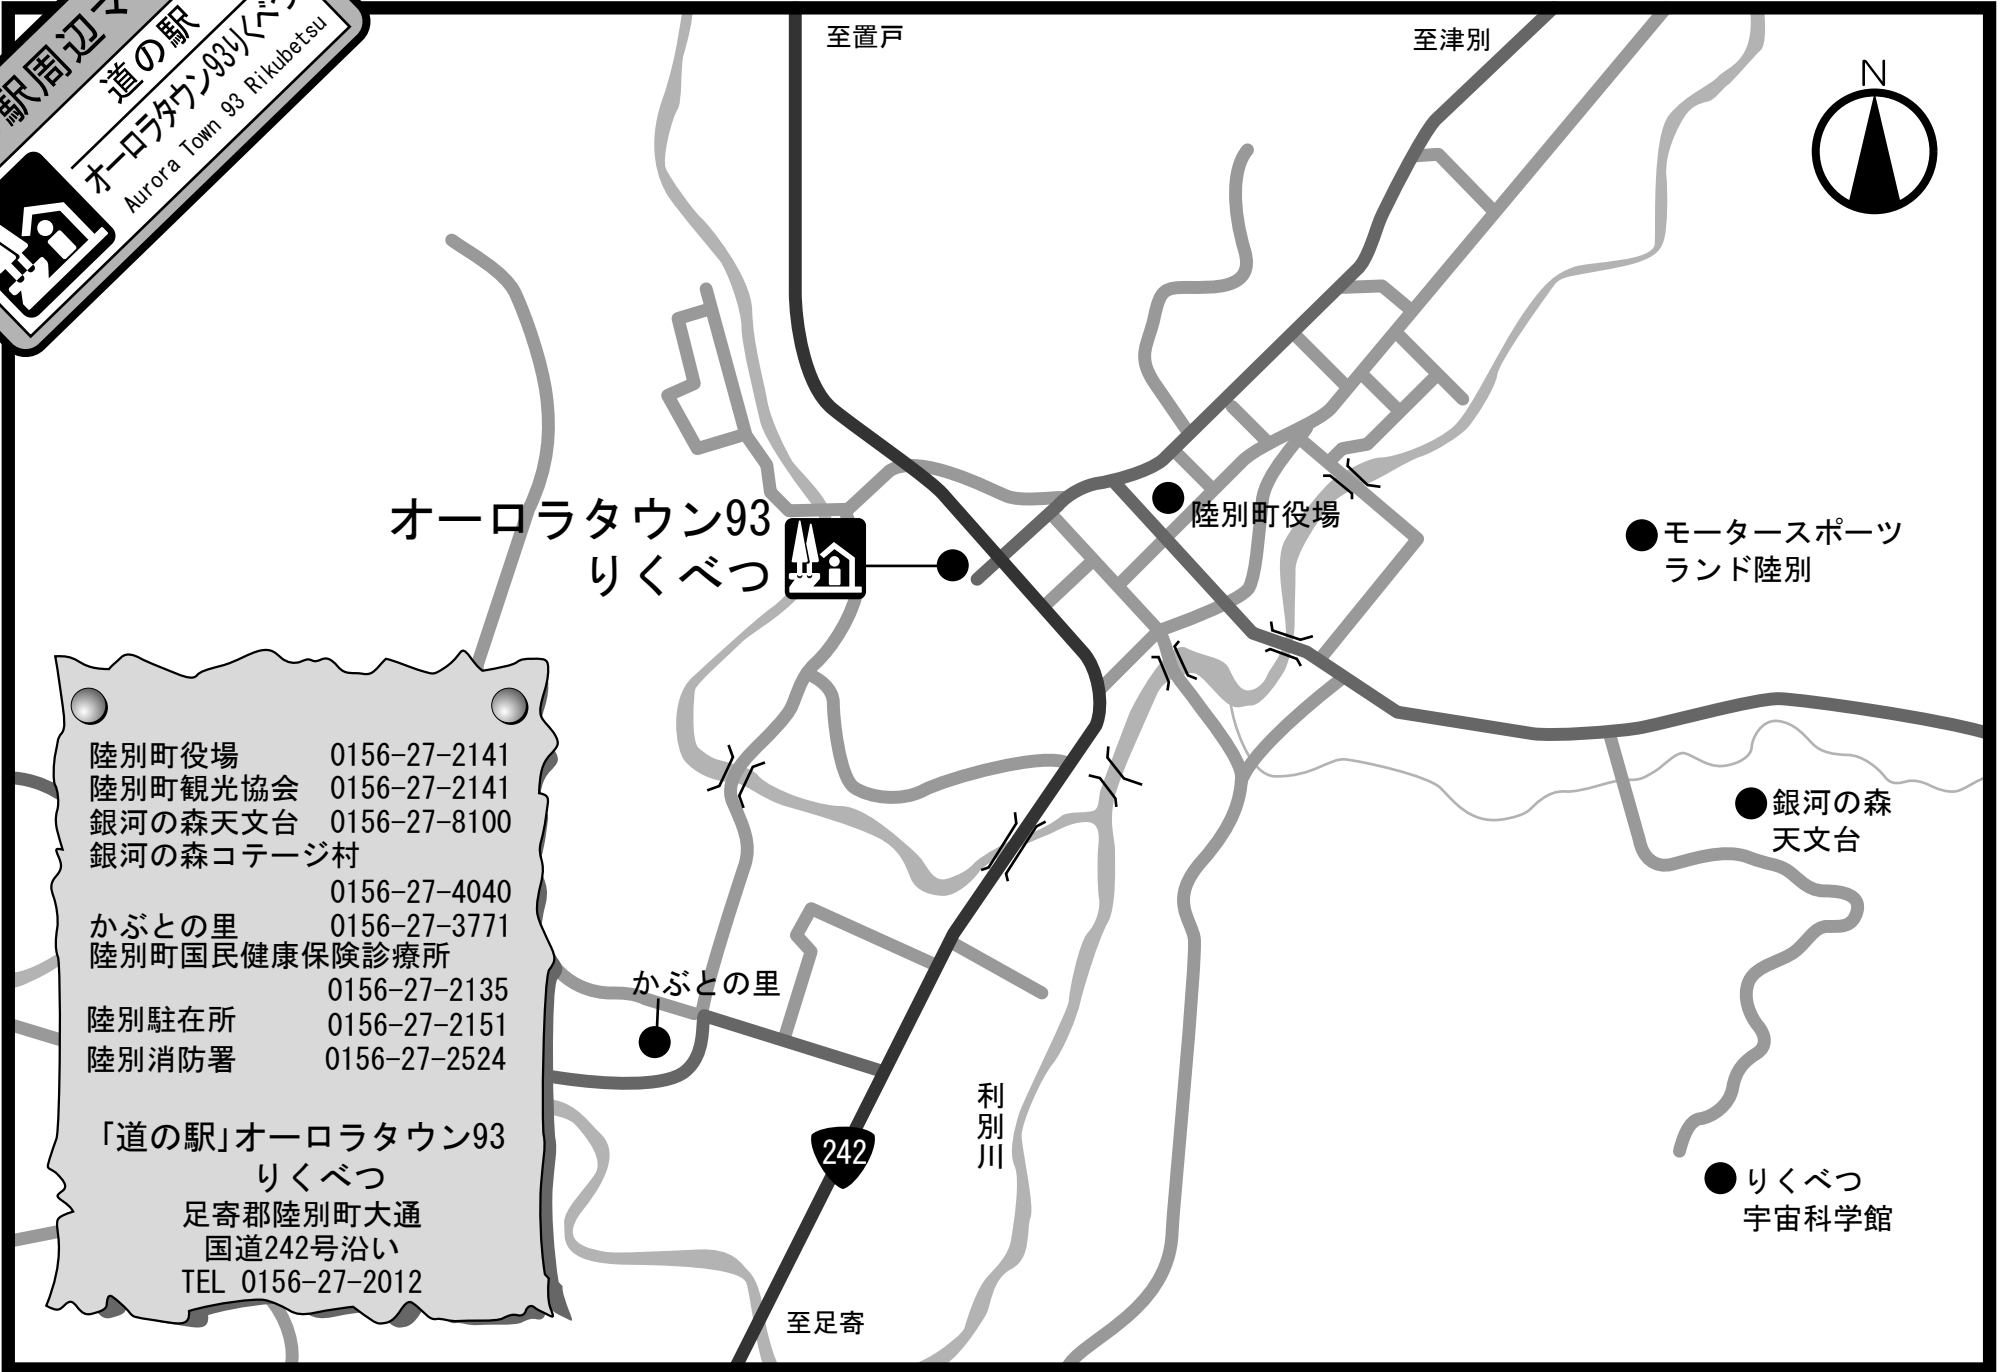 駅周辺マ
道の駅
オーロラタウン93りくべつ
Aurora Town 93 Rikubetsu
至置戸
至津別
N
オーロラタウン93
りくべつ
陸別町役場
モータースポーツ
ランド陸別
銀河の森
天文台
かぶとの里
利別川
242
りくべつ
宇宙科学館
至足寄
陸別町役場 0156-27-2141
陸別町観光協会 0156-27-2141
銀河の森天文台 0156-27-8100
銀河の森コテージ村
0156-27-4040
かぶとの里 0156-27-3771
陸別町国民健康保険診療所
0156-27-2135
陸別駐在所 0156-27-2151
陸別消防署 0156-27-2524
「道の駅」オーロラタウン93
りくべつ
足寄郡陸別町大通
国道242号沿い
TEL 0156-27-2012